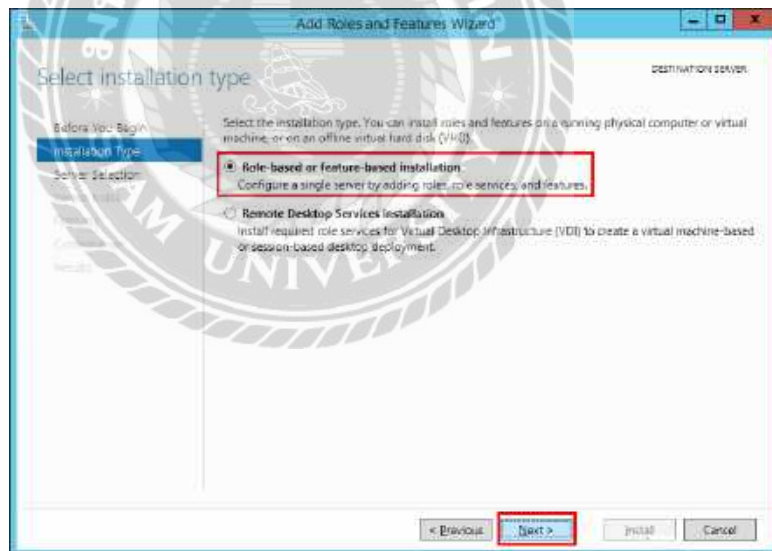 Add Roles and Features Wizard
Select installation type
DESTINATION SERVER
Before You Begin
Installation Type
Server Selection
Select the installation type. You can install roles and features on a running physical computer or virtual
machine, or on an offline virtual hard disk (VHD).
Role-based or feature-based installation
Configure a single server by adding roles, role services, and features.
Remote Desktop Services installation
Install required role services for Virtual Desktop Infrastructure (VDI) to create a virtual machine-based
or session-based desktop deployment.
UNIVE
< Previous
Next >
Install
Cancel